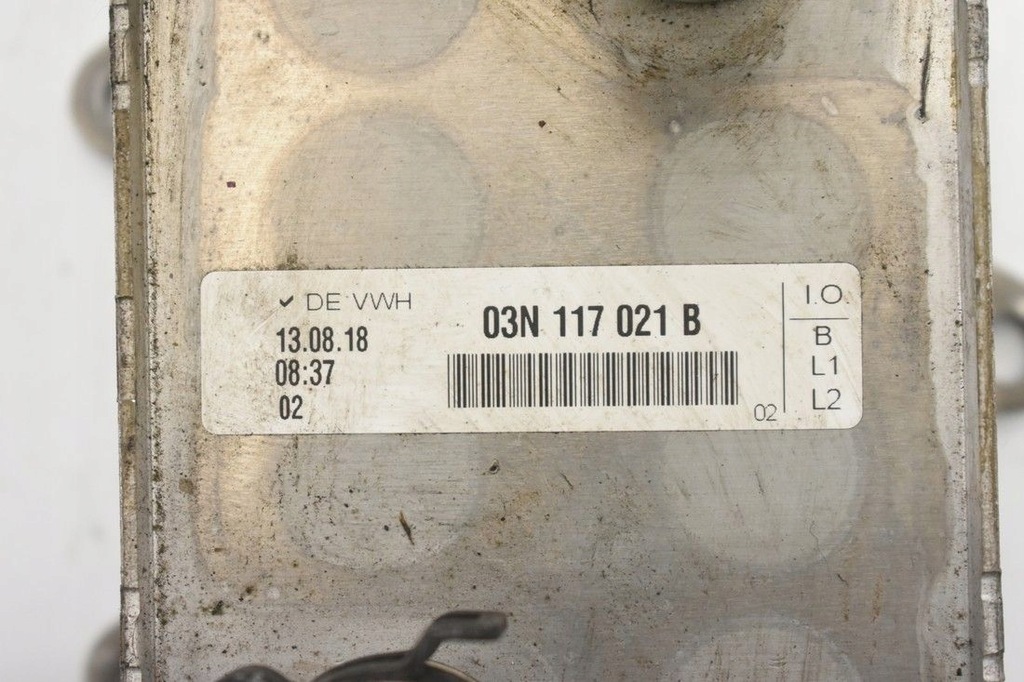 ✓ DE VWH
13.08.18
08:37
02
03N 117 021 B
02
I.O
B
L1
L2